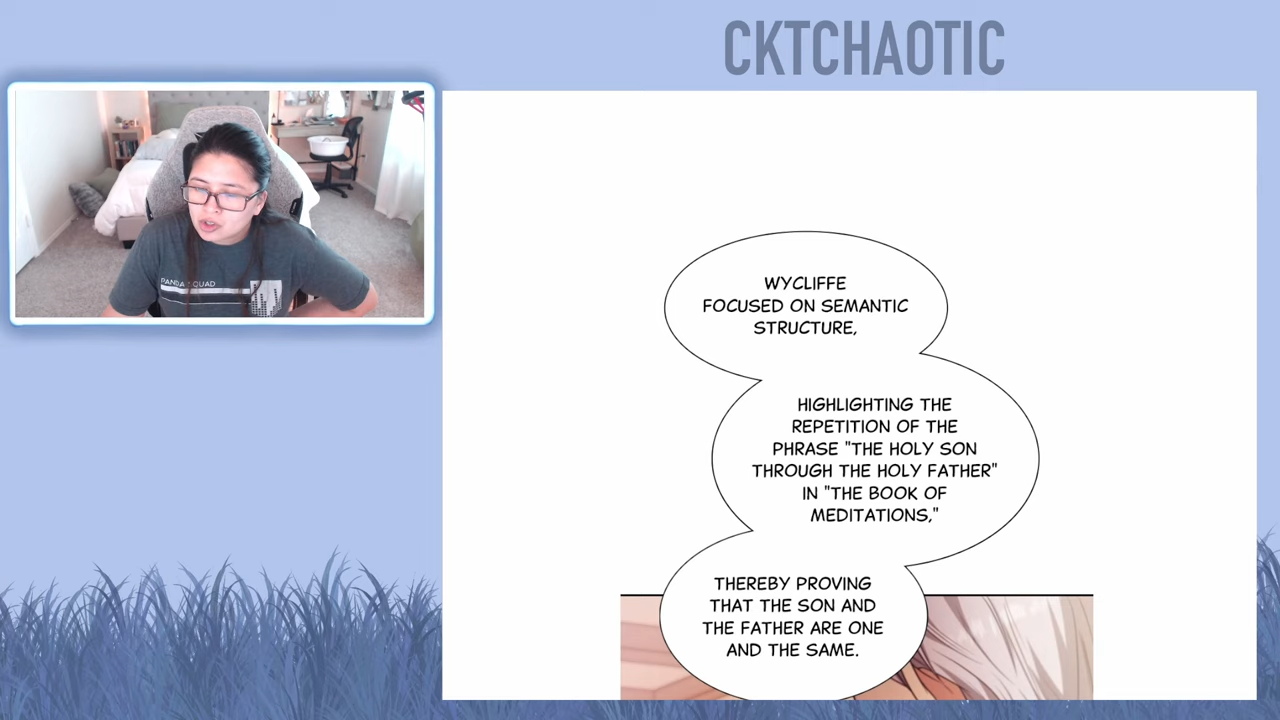 CKTCHAOTIC
WYCLIFFE
FOCUSED ON SEMANTIC
STRUCTURE,
HIGHLIGHTING THE
REPETITION OF THE
PHRASE "THE HOLY SON
THROUGH THE HOLY FATHER"
IN "THE BOOK OF
MEDITATIONS,"
THEREBY PROVING
THAT THE SON AND
THE FATHER ARE ONE
AND THE SAME.